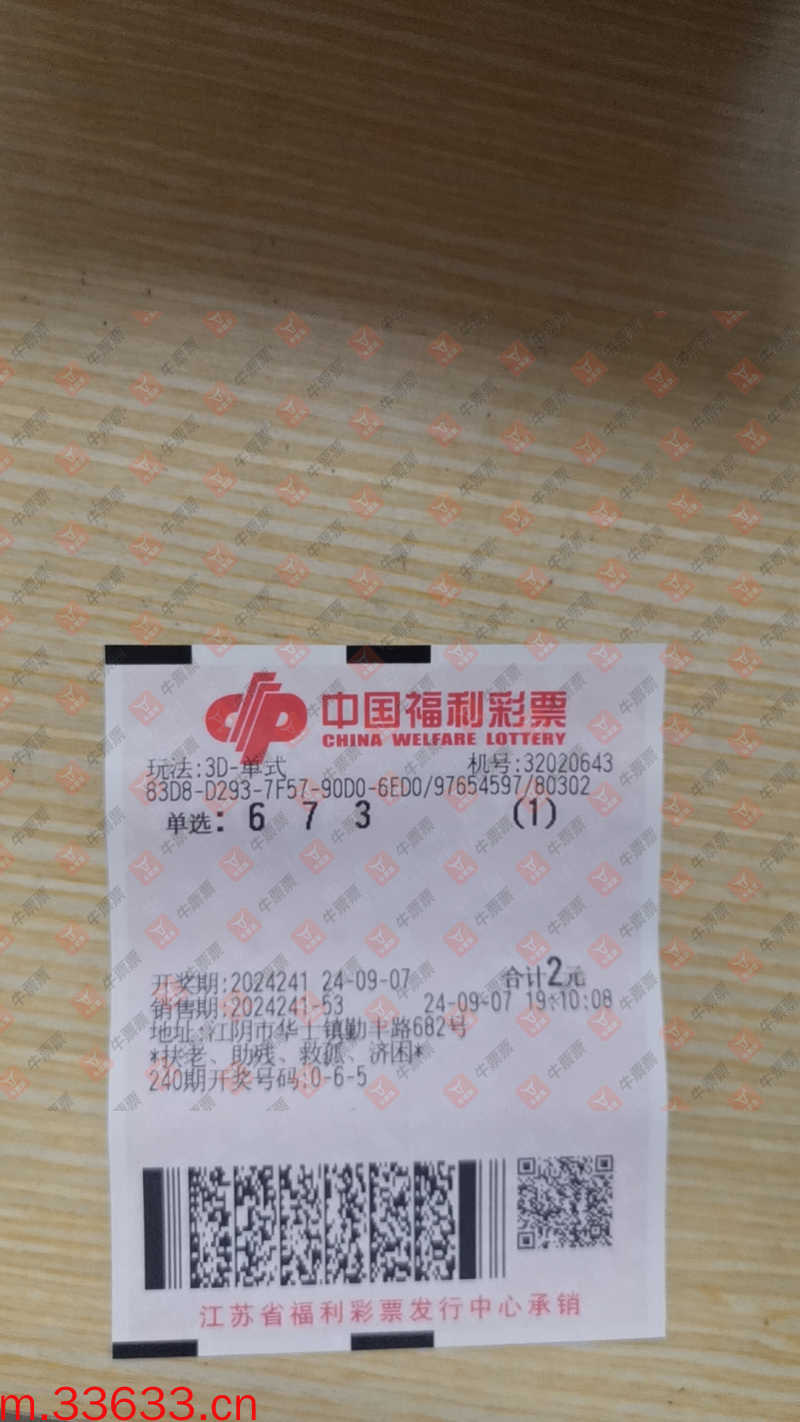 中国福利彩票
CHINA WELFARE LOTTERY
玩法:3D-单式 机号:32020643
83D8-D293-7F57-90D0-6ED0/97654597/80302
单选: 6 7 3 (1)
开奖期:2024241 24-09-07 合计2元
销售期:2024241-53 24-09-07 19:10:08
地址:江阴市华士镇勤丰路682号
*扶老、助残、救孤、济困*
240期开奖号码:0-6-5
江苏省福利彩票发行中心承销
m.33633.cn
牛票票